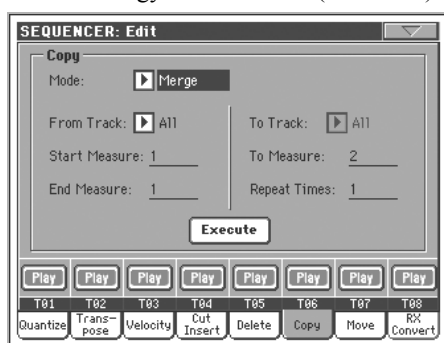 SEQUENCER: Edit
Copy
Mode: Merge
From Track: All To Track: All
Start Measure: 1 To Measure: 2
End Measure: 1 Repeat Times: 1
Execute
Play Play Play Play Play Play Play Play
T01 T02 T03 T04 T05 T06 T07 T08
Quantize Trans-pose Velocity Cut Insert Delete Copy Move RX Convert